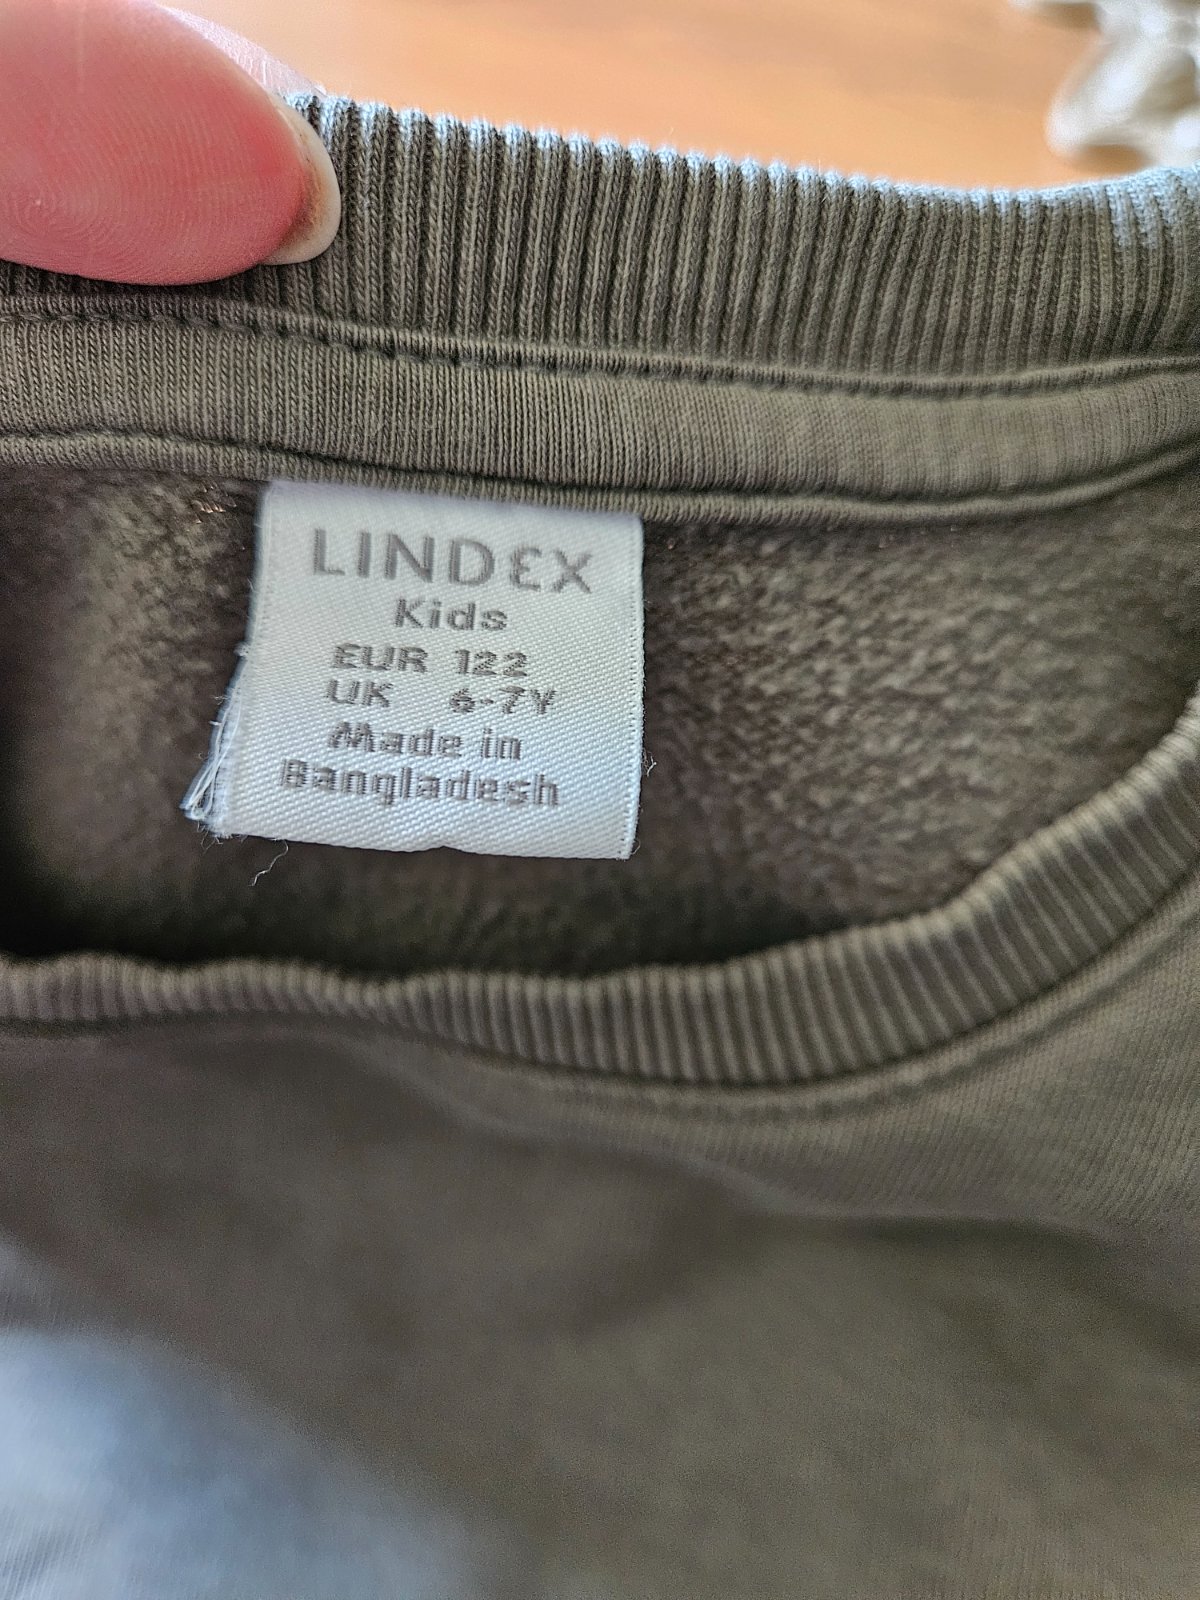 LINDEX
Kids
EUR 122
UK 6-7Y
Made in
Bangladesh